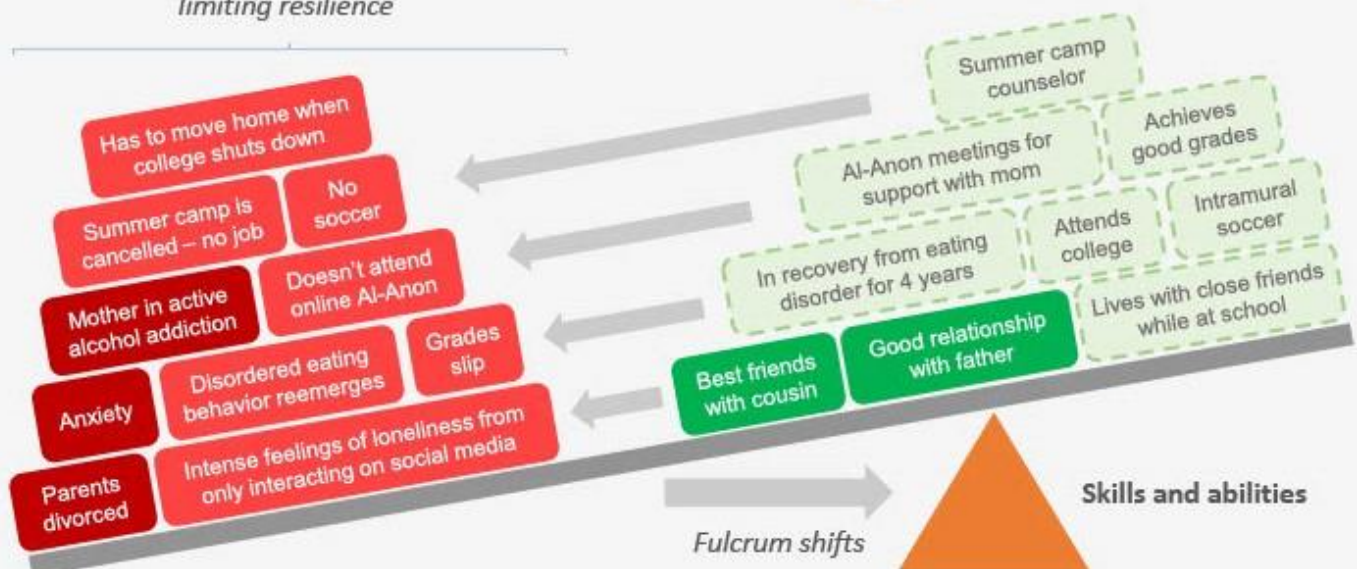 limiting resilience
Has to move home when
college shuts down
Summer camp is
cancelled – no job
No
soccer
Mother in active
alcohol addiction
Doesn't attend
online Al-Anon
Anxiety
Disordered eating
behavior reemerges
Grades
slip
Parents
divorced
Intense feelings of loneliness from
only interacting on social media
Summer camp
counselor
Al-Anon meetings for
support with mom
Achieves
good grades
In recovery from eating
disorder for 4 years
Attends
college
Intramural
soccer
Best friends
with cousin
Good relationship
with father
Lives with close friends
while at school
Fulcrum shifts
Skills and abilities